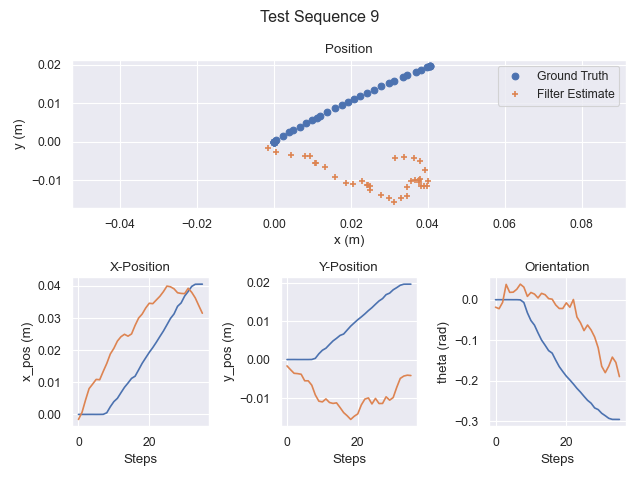 Test Sequence 9
Position
0.02
0.01
0.00
−0.01
y (m)
Ground Truth
Filter Estimate
−0.04
−0.02
0.00
0.02
0.04
0.06
0.08
x (m)
X-Position
0.04
0.03
0.02
0.01
0.00
x_pos (m)
0
20
Steps
Y-Position
0.02
0.01
0.00
−0.01
y_pos (m)
0
20
Steps
Orientation
0.0
−0.1
−0.2
−0.3
theta (rad)
0
20
Steps